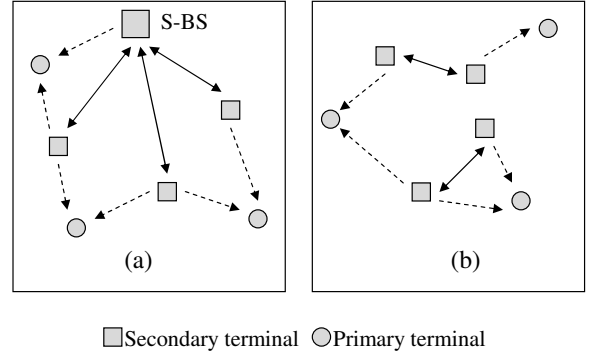 S-BS
(a)
(b)
Secondary terminal
Primary terminal